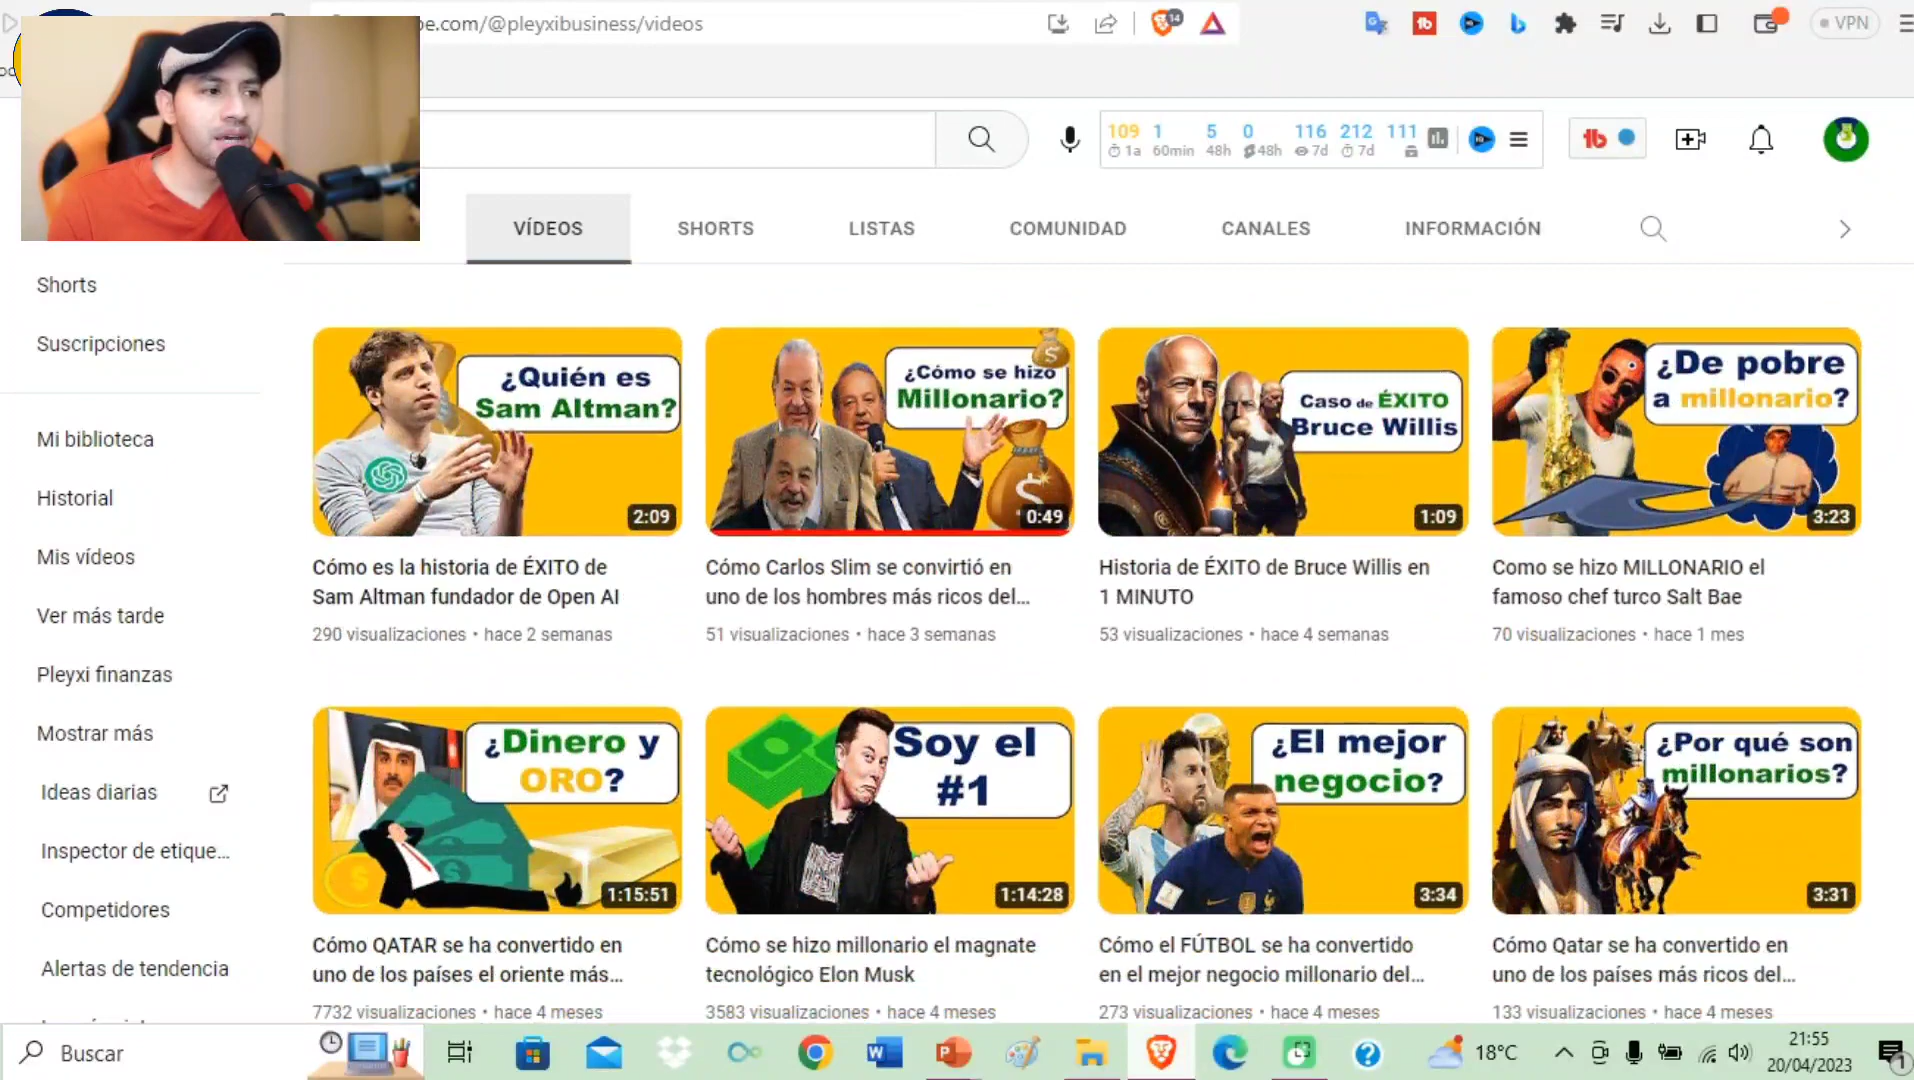 be.com/@pleyxibusiness/videos
14
VPN
109 1 5 0 116 212 111
1a 60min 48h 48h 7d 7d
VÍDEOS SHORTS LISTAS COMUNIDAD CANALES INFORMACIÓN
Shorts
Suscripciones
Mi biblioteca
Historial
Mis vídeos
Ver más tarde
Pleyxi finanzas
Mostrar más
Ideas diarias
Inspector de etique...
Competidores
Alertas de tendencia
¿Quién es
Sam Altman?
2:09
Cómo es la historia de ÉXITO de
Sam Altman fundador de Open AI
290 visualizaciones • hace 2 semanas
¿Cómo se hizo
Millonario?
0:49
Cómo Carlos Slim se convirtió en
uno de los hombres más ricos del...
51 visualizaciones • hace 3 semanas
Caso de ÉXITO
Bruce Willis
1:09
Historia de ÉXITO de Bruce Willis en
1 MINUTO
53 visualizaciones • hace 4 semanas
¿De pobre
a millonario?
3:23
Como se hizo MILLONARIO el
famoso chef turco Salt Bae
70 visualizaciones • hace 1 mes
¿Dinero y
ORO?
1:15:51
Cómo QATAR se ha convertido en
uno de los países el oriente más...
7732 visualizaciones • hace 4 meses
Soy el
#1
1:14:28
Cómo se hizo millonario el magnate
tecnológico Elon Musk
3583 visualizaciones • hace 4 meses
¿El mejor
negocio?
3:34
Cómo el FÚTBOL se ha convertido
en el mejor negocio millonario del...
273 visualizaciones • hace 4 meses
¿Por qué son
millonarios?
3:31
Cómo Qatar se ha convertido en
uno de los países más ricos del...
133 visualizaciones • hace 4 meses
Buscar
18°C
21:55
20/04/2023
1